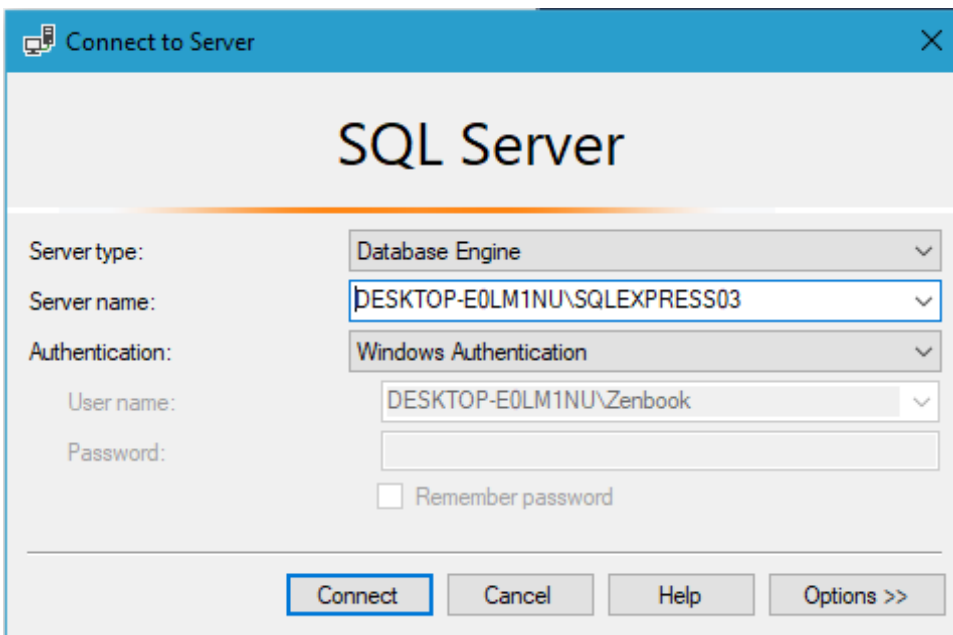 Connect to Server
SQL Server
Server type: Database Engine
Server name: DESKTOP-E0LM1NU\SQLEXPRESS03
Authentication: Windows Authentication
User name: DESKTOP-E0LM1NU\Zenbook
Password:
Remember password
Connect Cancel Help Options >>